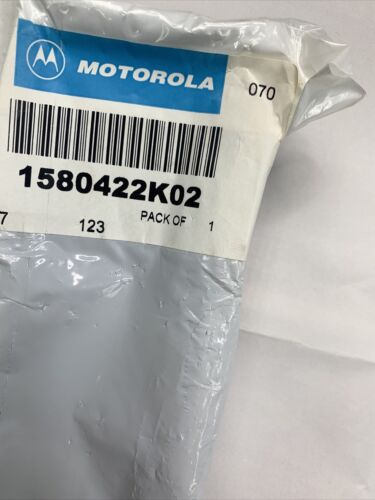 MOTOROLA
070
1580422K02
7 123 PACK OF 1